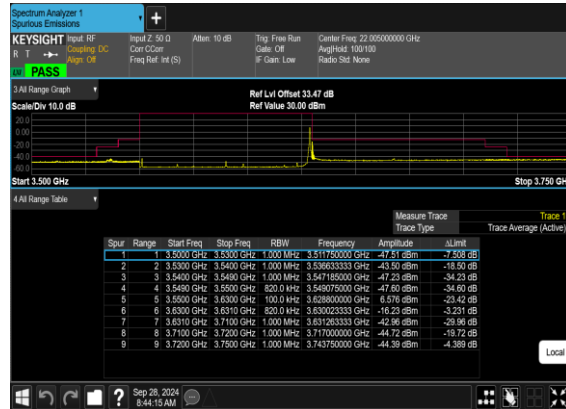 Spectrum Analyzer 1
Spurious Emissions
+
KEYSIGHT Input: RF Input Z: 50 Ω Atten: 10 dB Trig: Free Run Center Freq: 22.005000000 GHz
R T Coupling: DC Corr CCorr Gate: Off Avg|Hold: 100/100
Align: Off Freq Ref: Int (S) IF Gain: Low Radio Std: None
PASS
3 All Range Graph
Ref Lvl Offset 33.47 dB
Scale/Div 10.0 dB Ref Value 30.00 dBm
20.0
0.00
-20.0
-40.0
-60.0
Start 3.500 GHz Stop 3.750 GH
4 All Range Table
Measure Trace Trace 1
Trace Type Trace Average (Active)
Spur Range Start Freq Stop Freq RBW Frequency Amplitude ΔLimit
1 1 3.5000 GHz 3.5300 GHz 1.000 MHz 3.511750000 GHz -47.51 dBm -7.508 dB
2 2 3.5300 GHz 3.5400 GHz 1.000 MHz 3.536633333 GHz -43.50 dBm -18.50 dB
3 3 3.5400 GHz 3.5490 GHz 1.000 MHz 3.547185000 GHz -47.23 dBm -34.23 dB
4 4 3.5490 GHz 3.5500 GHz 820.0 kHz 3.549075000 GHz -47.60 dBm -34.60 dB
5 5 3.5500 GHz 3.6300 GHz 100.0 kHz 3.628800000 GHz 6.576 dBm -23.42 dB
6 6 3.6300 GHz 3.6310 GHz 820.0 kHz 3.630023333 GHz -16.23 dBm -3.231 dB
7 7 3.6310 GHz 3.7100 GHz 1.000 MHz 3.631263333 GHz -42.96 dBm -29.96 dB
8 8 3.7100 GHz 3.7200 GHz 1.000 MHz 3.717000000 GHz -44.72 dBm -19.72 dB
9 9 3.7200 GHz 3.7500 GHz 1.000 MHz 3.743750000 GHz -44.39 dBm -4.389 dB
Local
?
Sep 28, 2024
8:44:15 AM